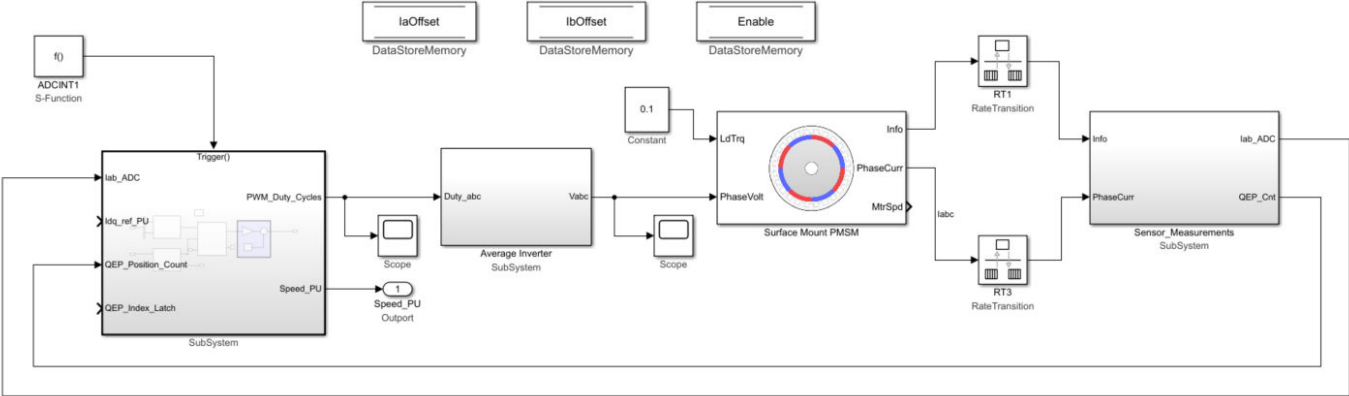 IaOffset
DataStoreMemory
IbOffset
DataStoreMemory
Enable
DataStoreMemory
f()
ADCINT1
S-Function
Trigger()
Iab_ADC
Idq_ref_PU
QEP_Position_Count
QEP_Index_Latch
PWM_Duty_Cycles
Speed_PU
SubSystem
Scope
1
Speed_PU
Outport
Duty_abc
Vabc
Average Inverter
SubSystem
Scope
0.1
Constant
LdTrq
PhaseVolt
Info
PhaseCurr
MtrSpd
Surface Mount PMSM
Iabc
RT1
RateTransition
RT3
RateTransition
Info
PhaseCurr
Iab_ADC
QEP_Cnt
Sensor_Measurements
SubSystem